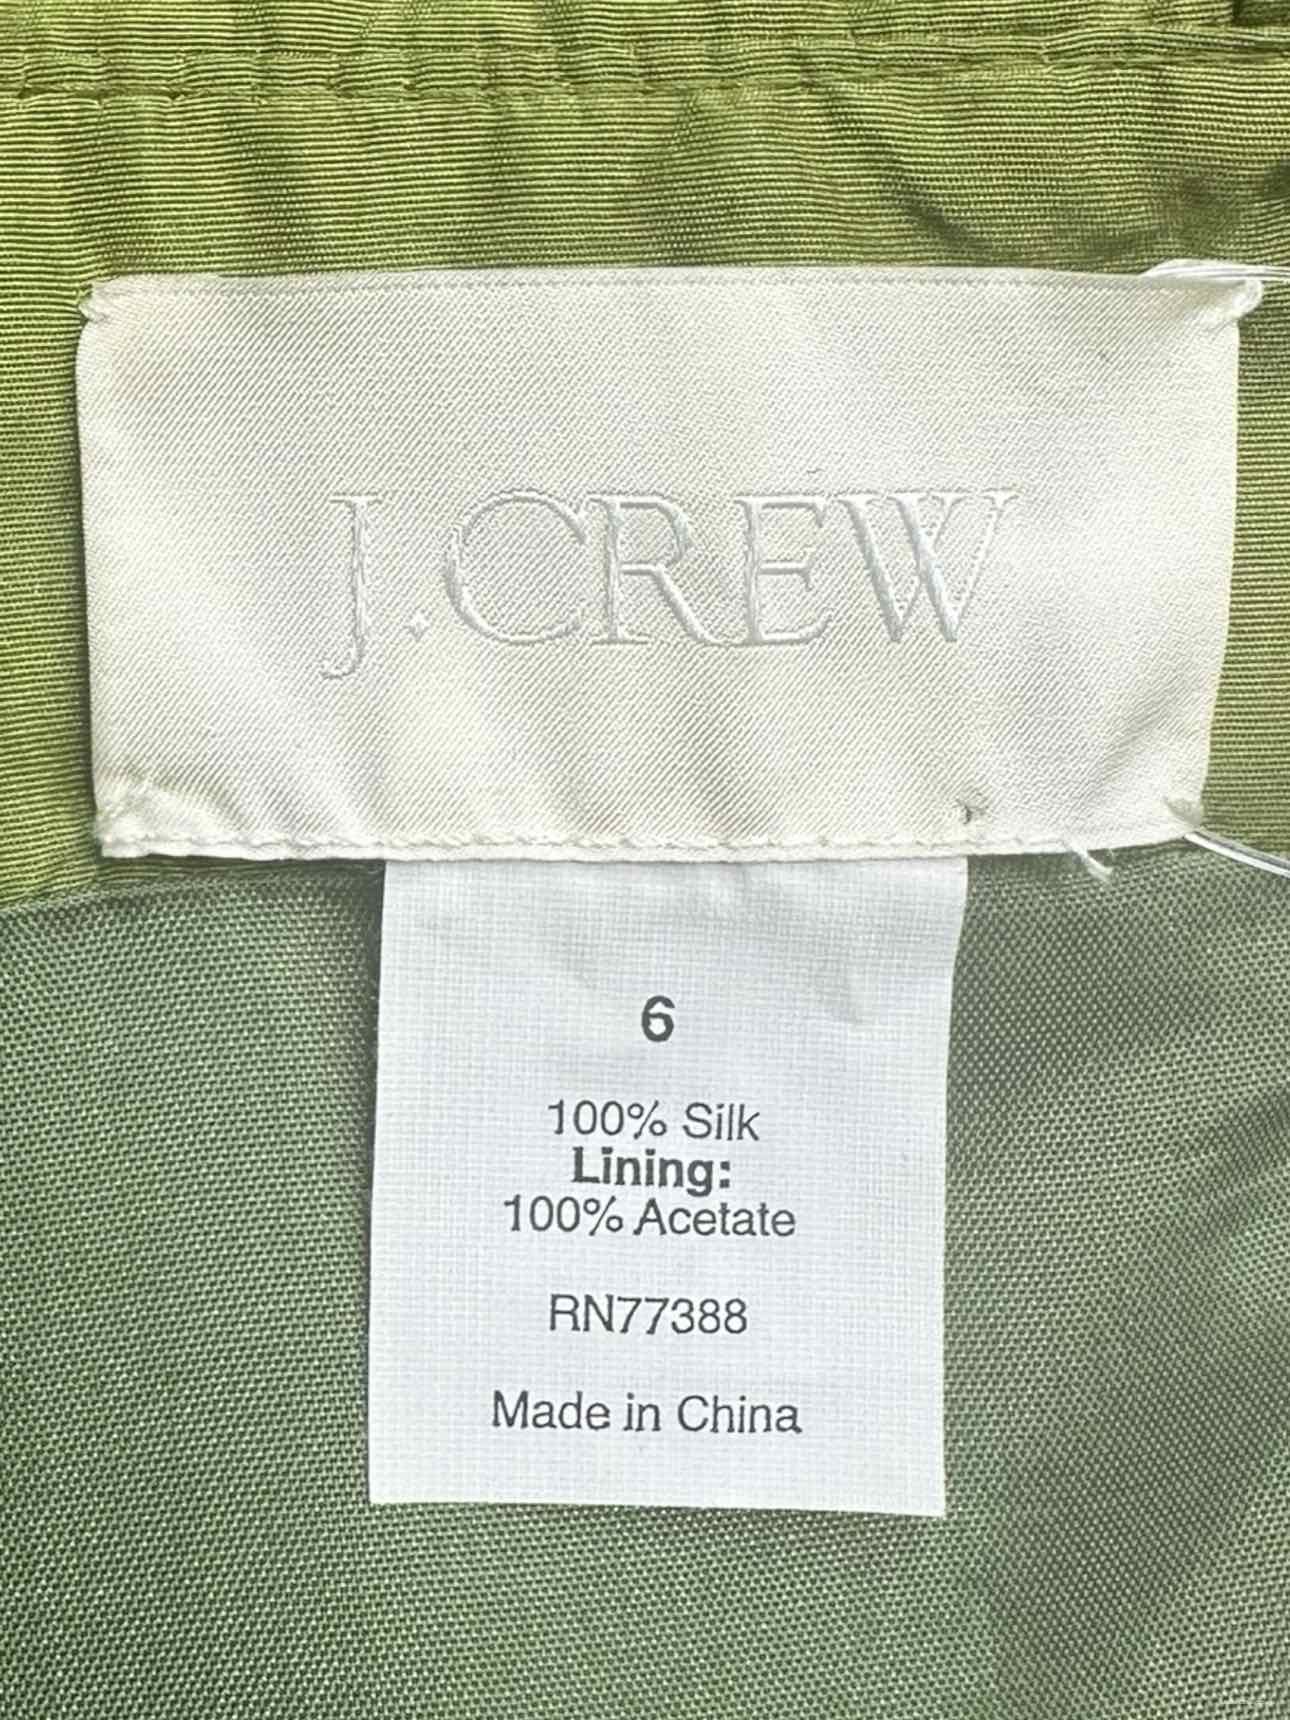 J.CREW
6
100% Silk
Lining:
100% Acetate
RN77388
Made in China